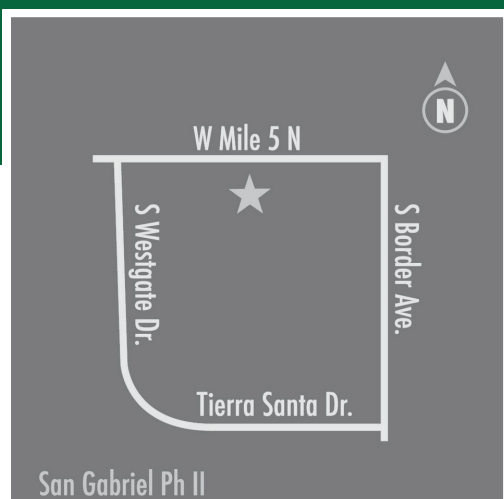 N
W Mile 5 N
S Westgate Dr.
S Border Ave.
Tierra Santa Dr.
San Gabriel Ph II